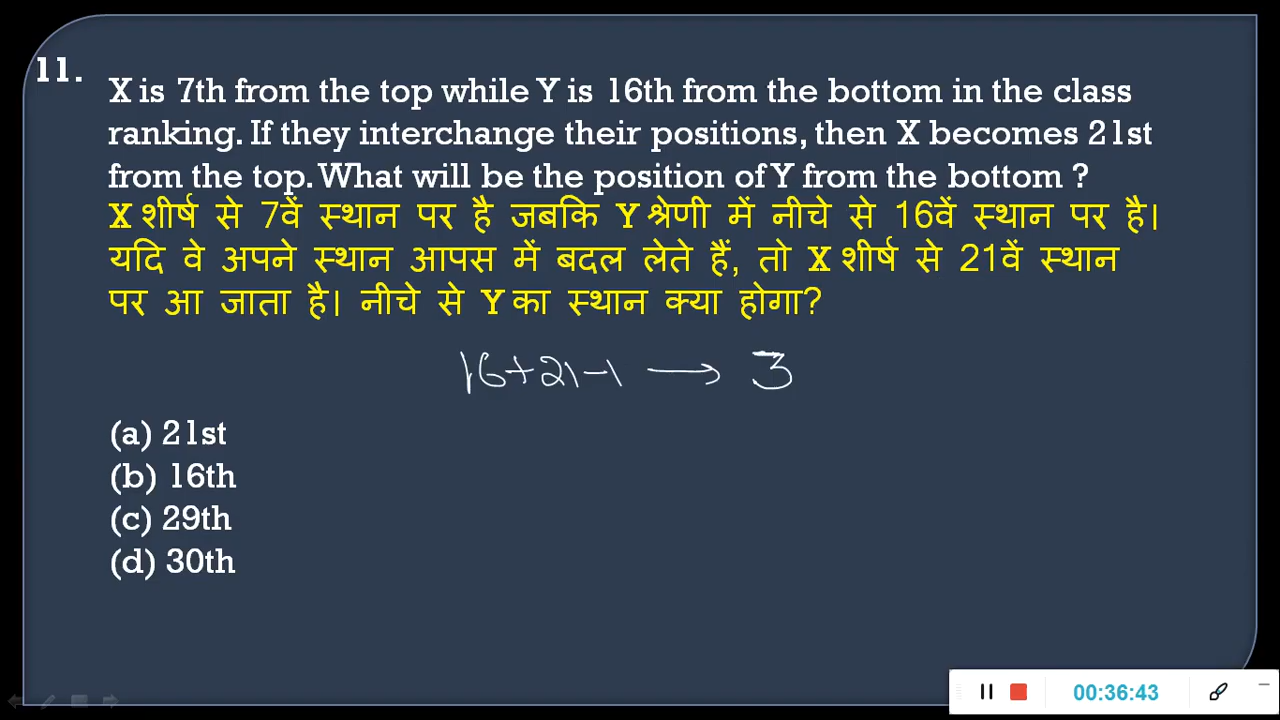 11.
X is 7th from the top while Y is 16th from the bottom in the class
ranking. If they interchange their positions, then X becomes 21st
from the top. What will be the position of Y from the bottom ?
X शीर्ष से 7वें स्थान पर है जबकि Y श्रेणी में नीचे से 16वें स्थान पर है।
यदि वे अपने स्थान आपस में बदल लेते हैं, तो X शीर्ष से 21वें स्थान
पर आ जाता है। नीचे से Y का स्थान क्या होगा?
16+21-1 → 3
(a) 21st
(b) 16th
(c) 29th
(d) 30th
00:36:43